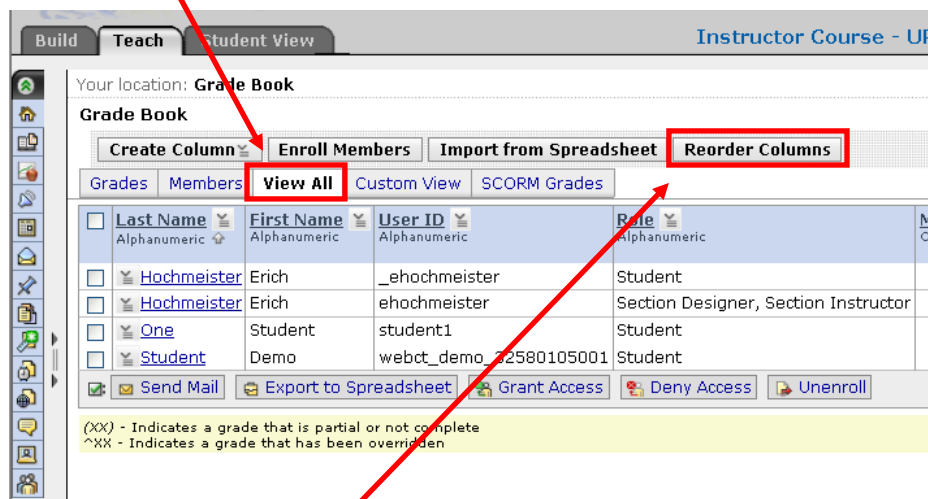 Build Teach Student View Instructor Course - UP
Your location: Grade Book
Grade Book
Create Column Enroll Members Import from Spreadsheet Reorder Columns
Grades Members View All Custom View SCORM Grades
Last Name First Name User ID Role M
Alphanumeric Alphanumeric Alphanumeric Alphanumeric C
Hochmeister Erich _ehochmeister Student
Hochmeister Erich ehochmeister Section Designer, Section Instructor
One Student student1 Student
Student Demo webct_demo_32580105001 Student
Send Mail Export to Spreadsheet Grant Access Deny Access Unenroll
(XX) - Indicates a grade that is partial or not complete
^XX - Indicates a grade that has been overridden